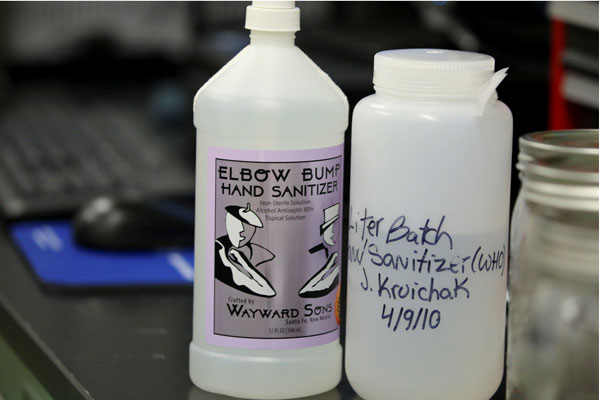 ELBOW BUMP
HAND SANITIZER
Non-Sterile Solution
Alcohol Antiseptic 80%
Topical Solution
Crafted by
WAYWARD SONS
Santa Fe, New Mexico
Liter Batch
Sanitizer (WHO)
J. Kroichak
4/9/10